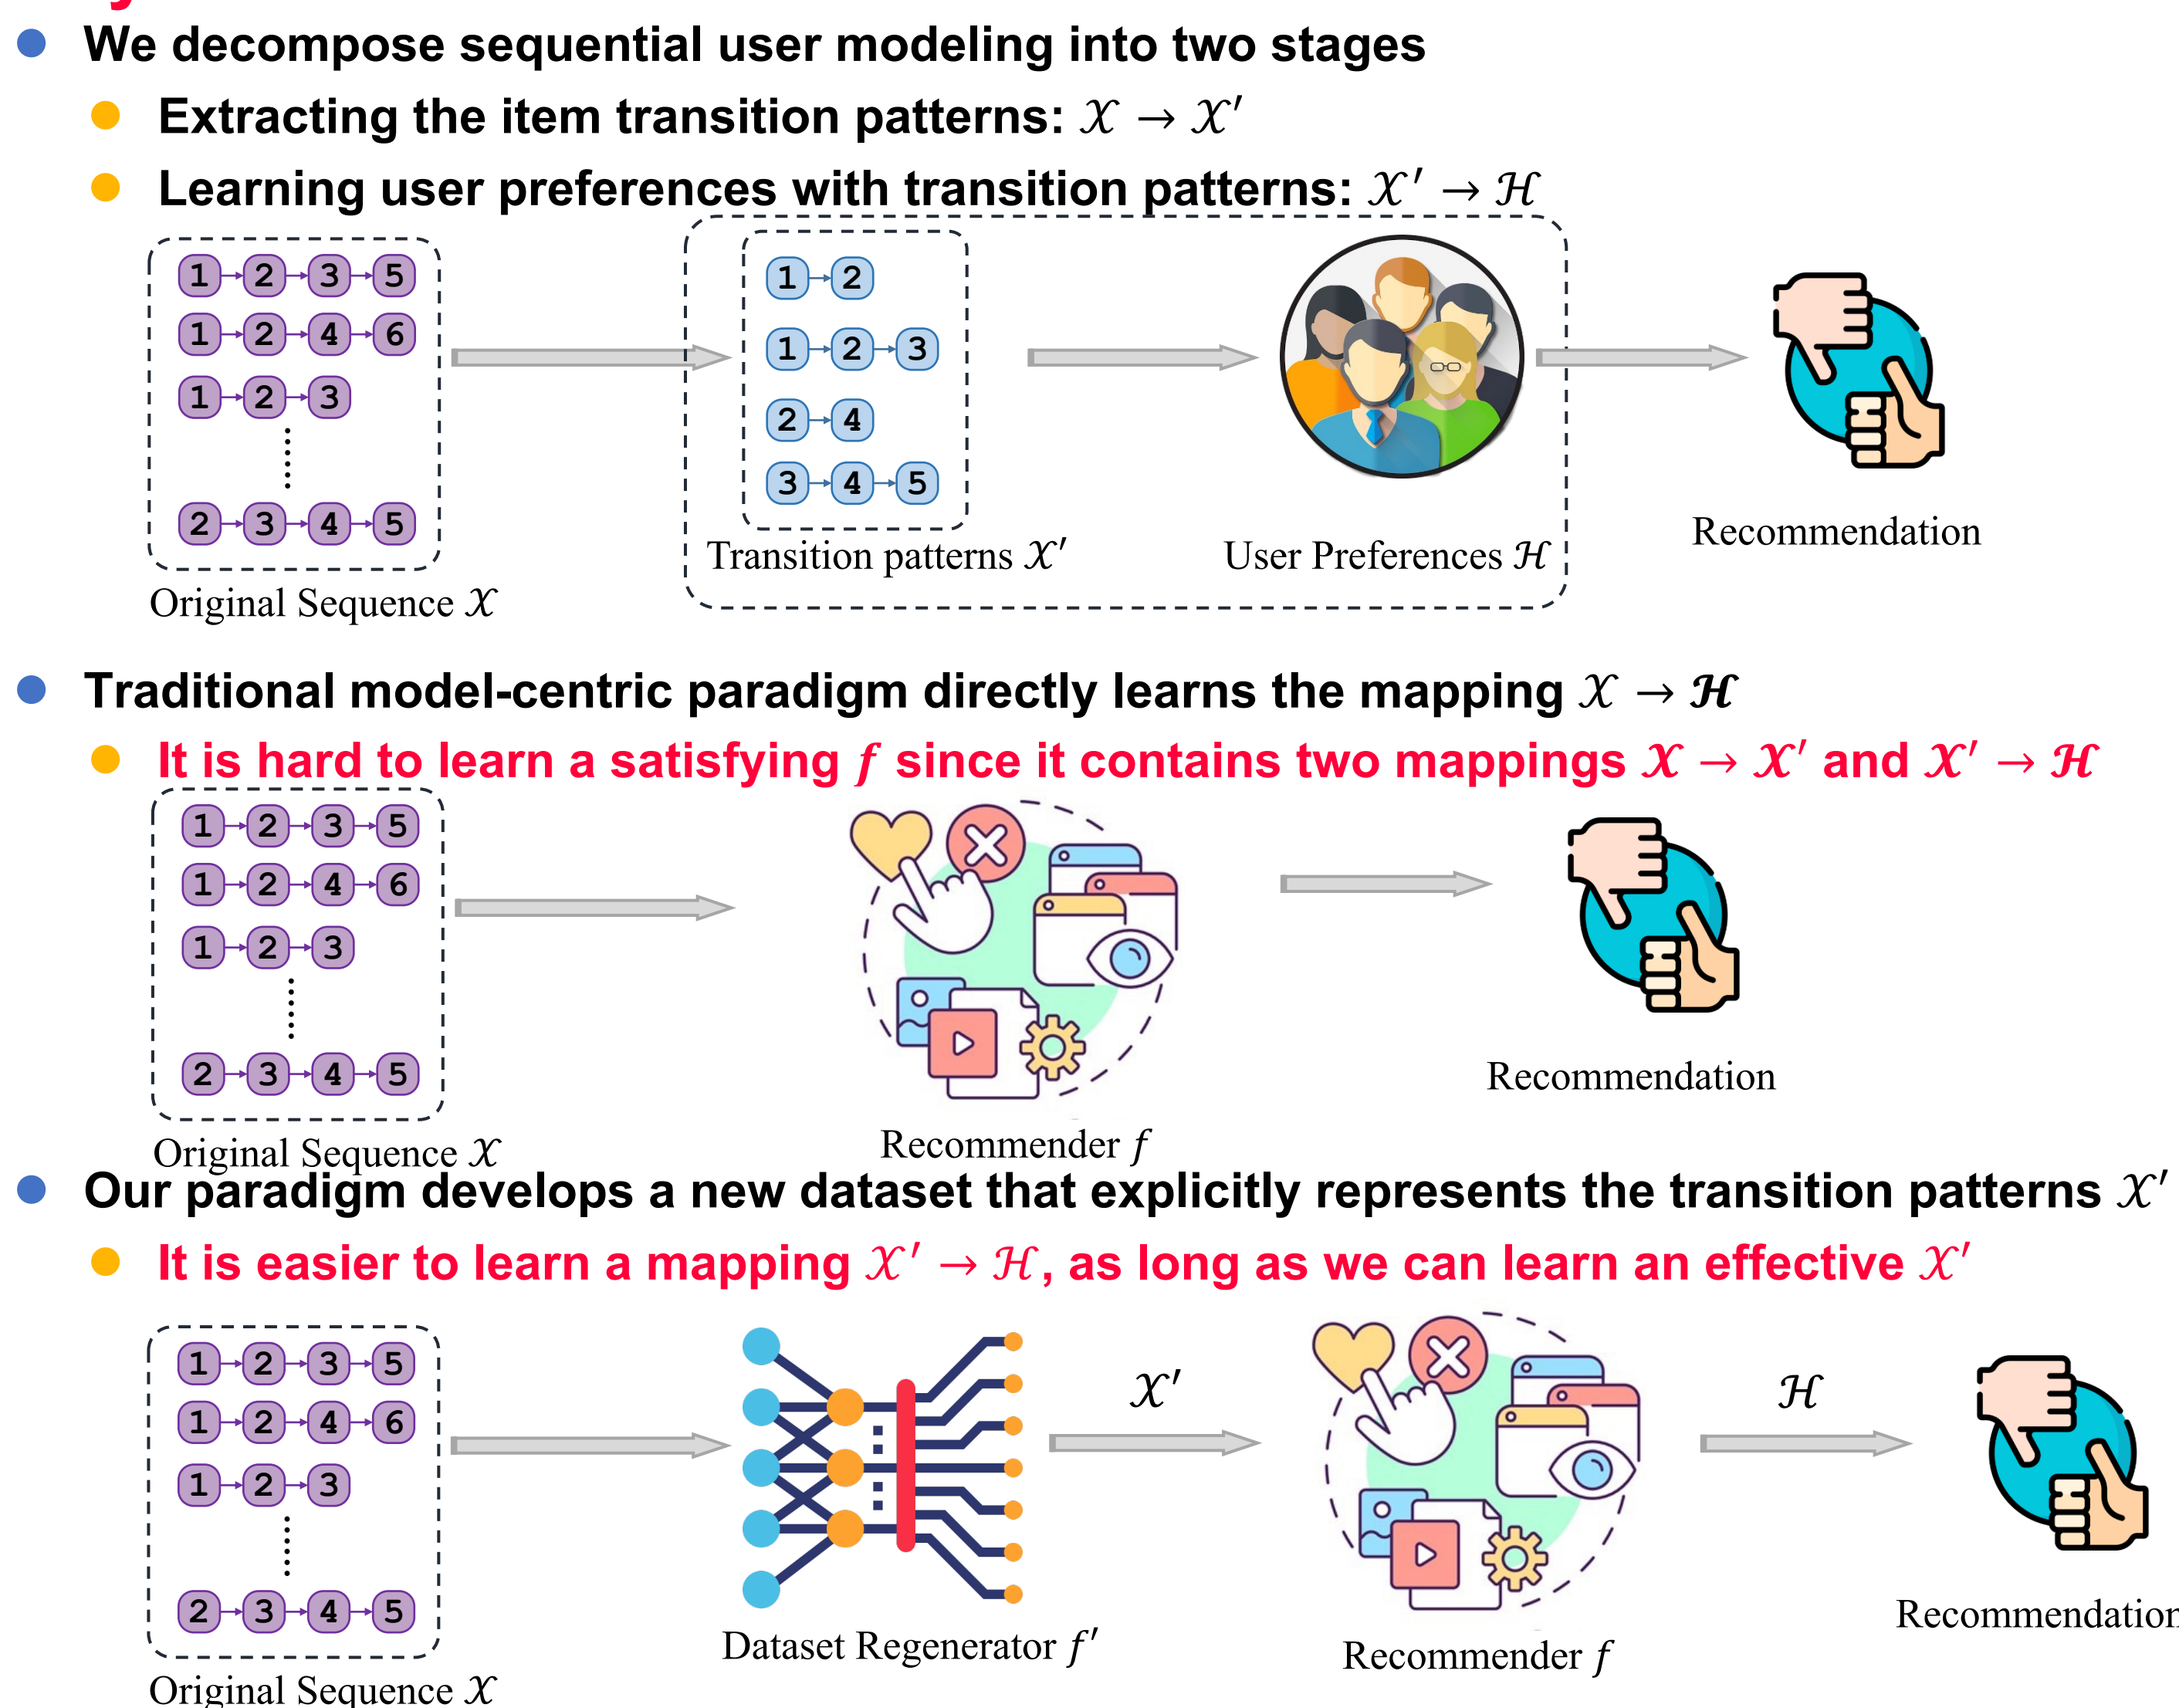 We decompose sequential user modeling into two stages
Extracting the item transition patterns: 𝒳 → 𝒳′
Learning user preferences with transition patterns: 𝒳′ → ℋ
1 2 3 5
1 2 4 6
1 2 3
2 3 4 5
Original Sequence 𝒳
1 2
1 2 3
2 4
3 4 5
Transition patterns 𝒳′
User Preferences ℋ
Recommendation
Traditional model-centric paradigm directly learns the mapping 𝒳 → ℋ
It is hard to learn a satisfying f since it contains two mappings 𝒳 → 𝒳′ and 𝒳′ → ℋ
1 2 3 5
1 2 4 6
1 2 3
2 3 4 5
Original Sequence 𝒳
Recommender f
Recommendation
Our paradigm develops a new dataset that explicitly represents the transition patterns 𝒳′
It is easier to learn a mapping 𝒳′ → ℋ, as long as we can learn an effective 𝒳′
1 2 3 5
1 2 4 6
1 2 3
2 3 4 5
Original Sequence 𝒳
Dataset Regenerator f′
𝒳′
Recommender f
ℋ
Recommendation